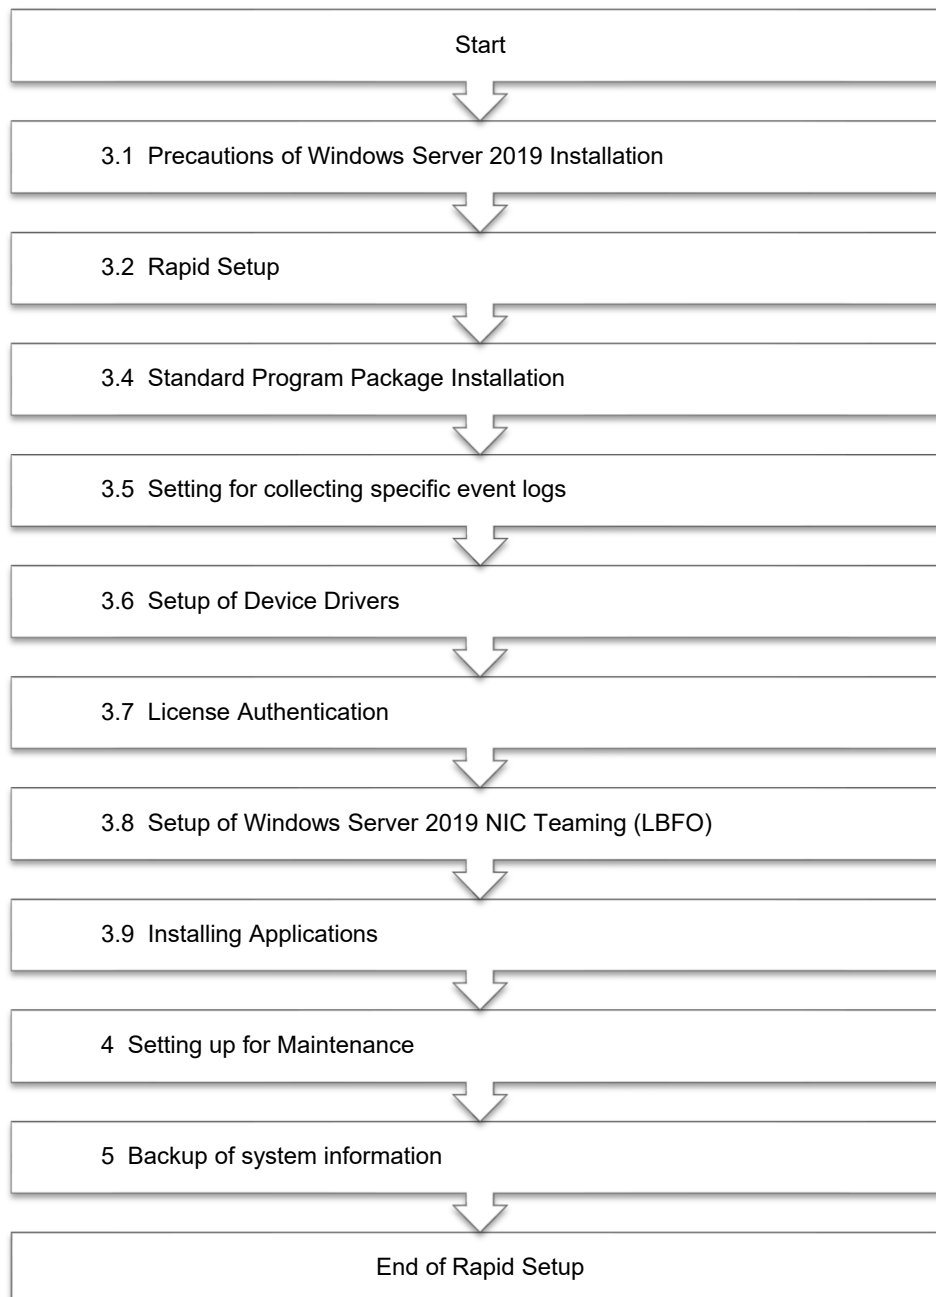 Start
3.1 Precautions of Windows Server 2019 Installation
3.2 Rapid Setup
3.4 Standard Program Package Installation
3.5 Setting for collecting specific event logs
3.6 Setup of Device Drivers
3.7 License Authentication
3.8 Setup of Windows Server 2019 NIC Teaming (LBFO)
3.9 Installing Applications
4 Setting up for Maintenance
5 Backup of system information
End of Rapid Setup